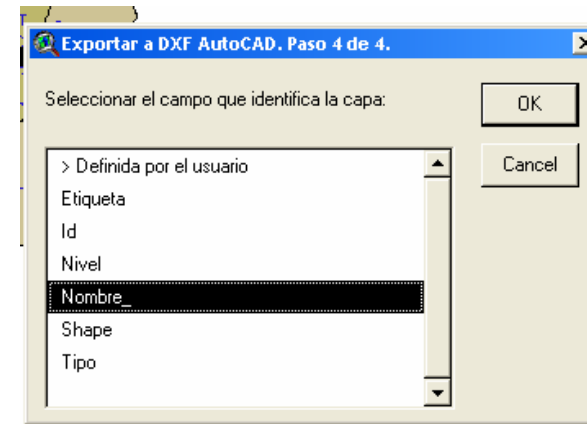 Exportar a DXF AutoCAD. Paso 4 de 4.
Seleccionar el campo que identifica la capa:
OK
Cancel
> Definida por el usuario
Etiqueta
Id
Nivel
Nombre_
Shape
Tipo